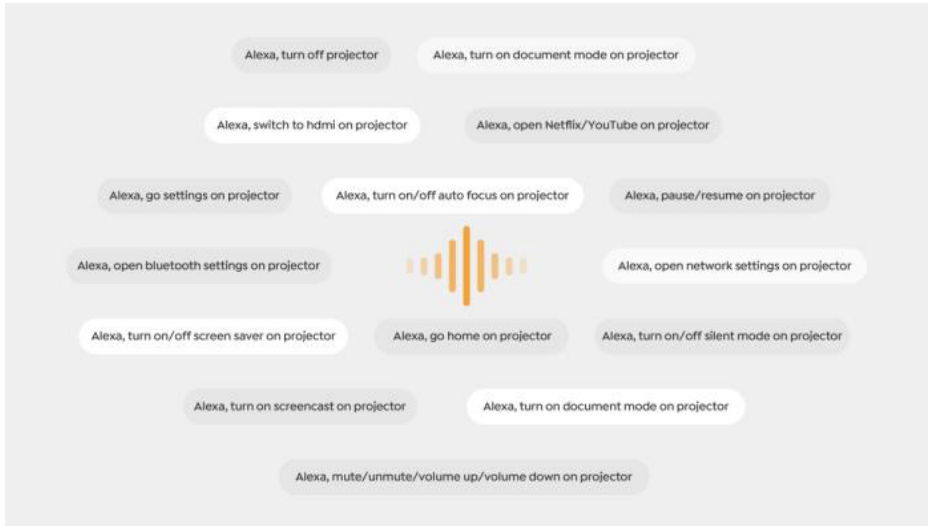 Alexa, turn off projector
Alexa, turn on document mode on projector
Alexa, switch to hdmi on projector
Alexa, open Netflix/YouTube on projector
Alexa, go settings on projector
Alexa, turn on/off auto focus on projector
Alexa, pause/resume on projector
Alexa, open bluetooth settings on projector
Alexa, open network settings on projector
Alexa, turn on/off screen saver on projector
Alexa, go home on projector
Alexa, turn on/off silent mode on projector
Alexa, turn on screencast on projector
Alexa, turn on document mode on projector
Alexa, mute/unmute/volume up/volume down on projector